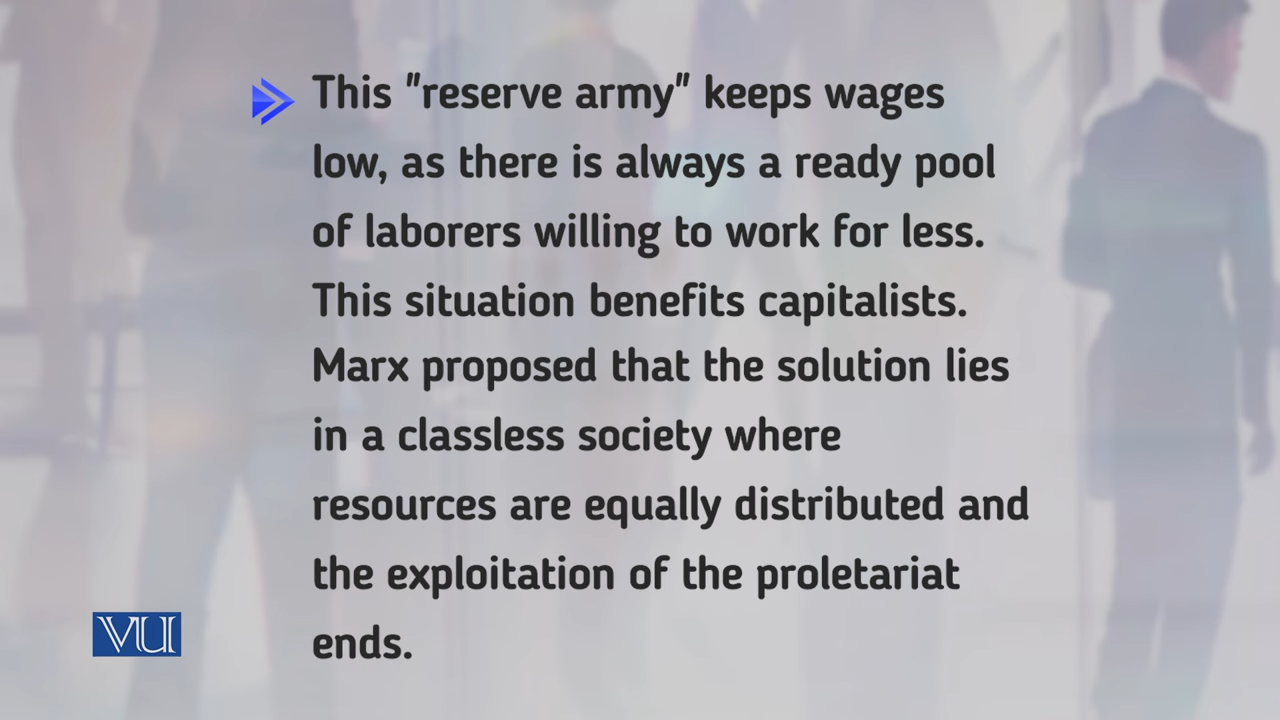 This "reserve army" keeps wages
low, as there is always a ready pool
of laborers willing to work for less.
This situation benefits capitalists.
Marx proposed that the solution lies
in a classless society where
resources are equally distributed and
the exploitation of the proletariat
ends.
VU